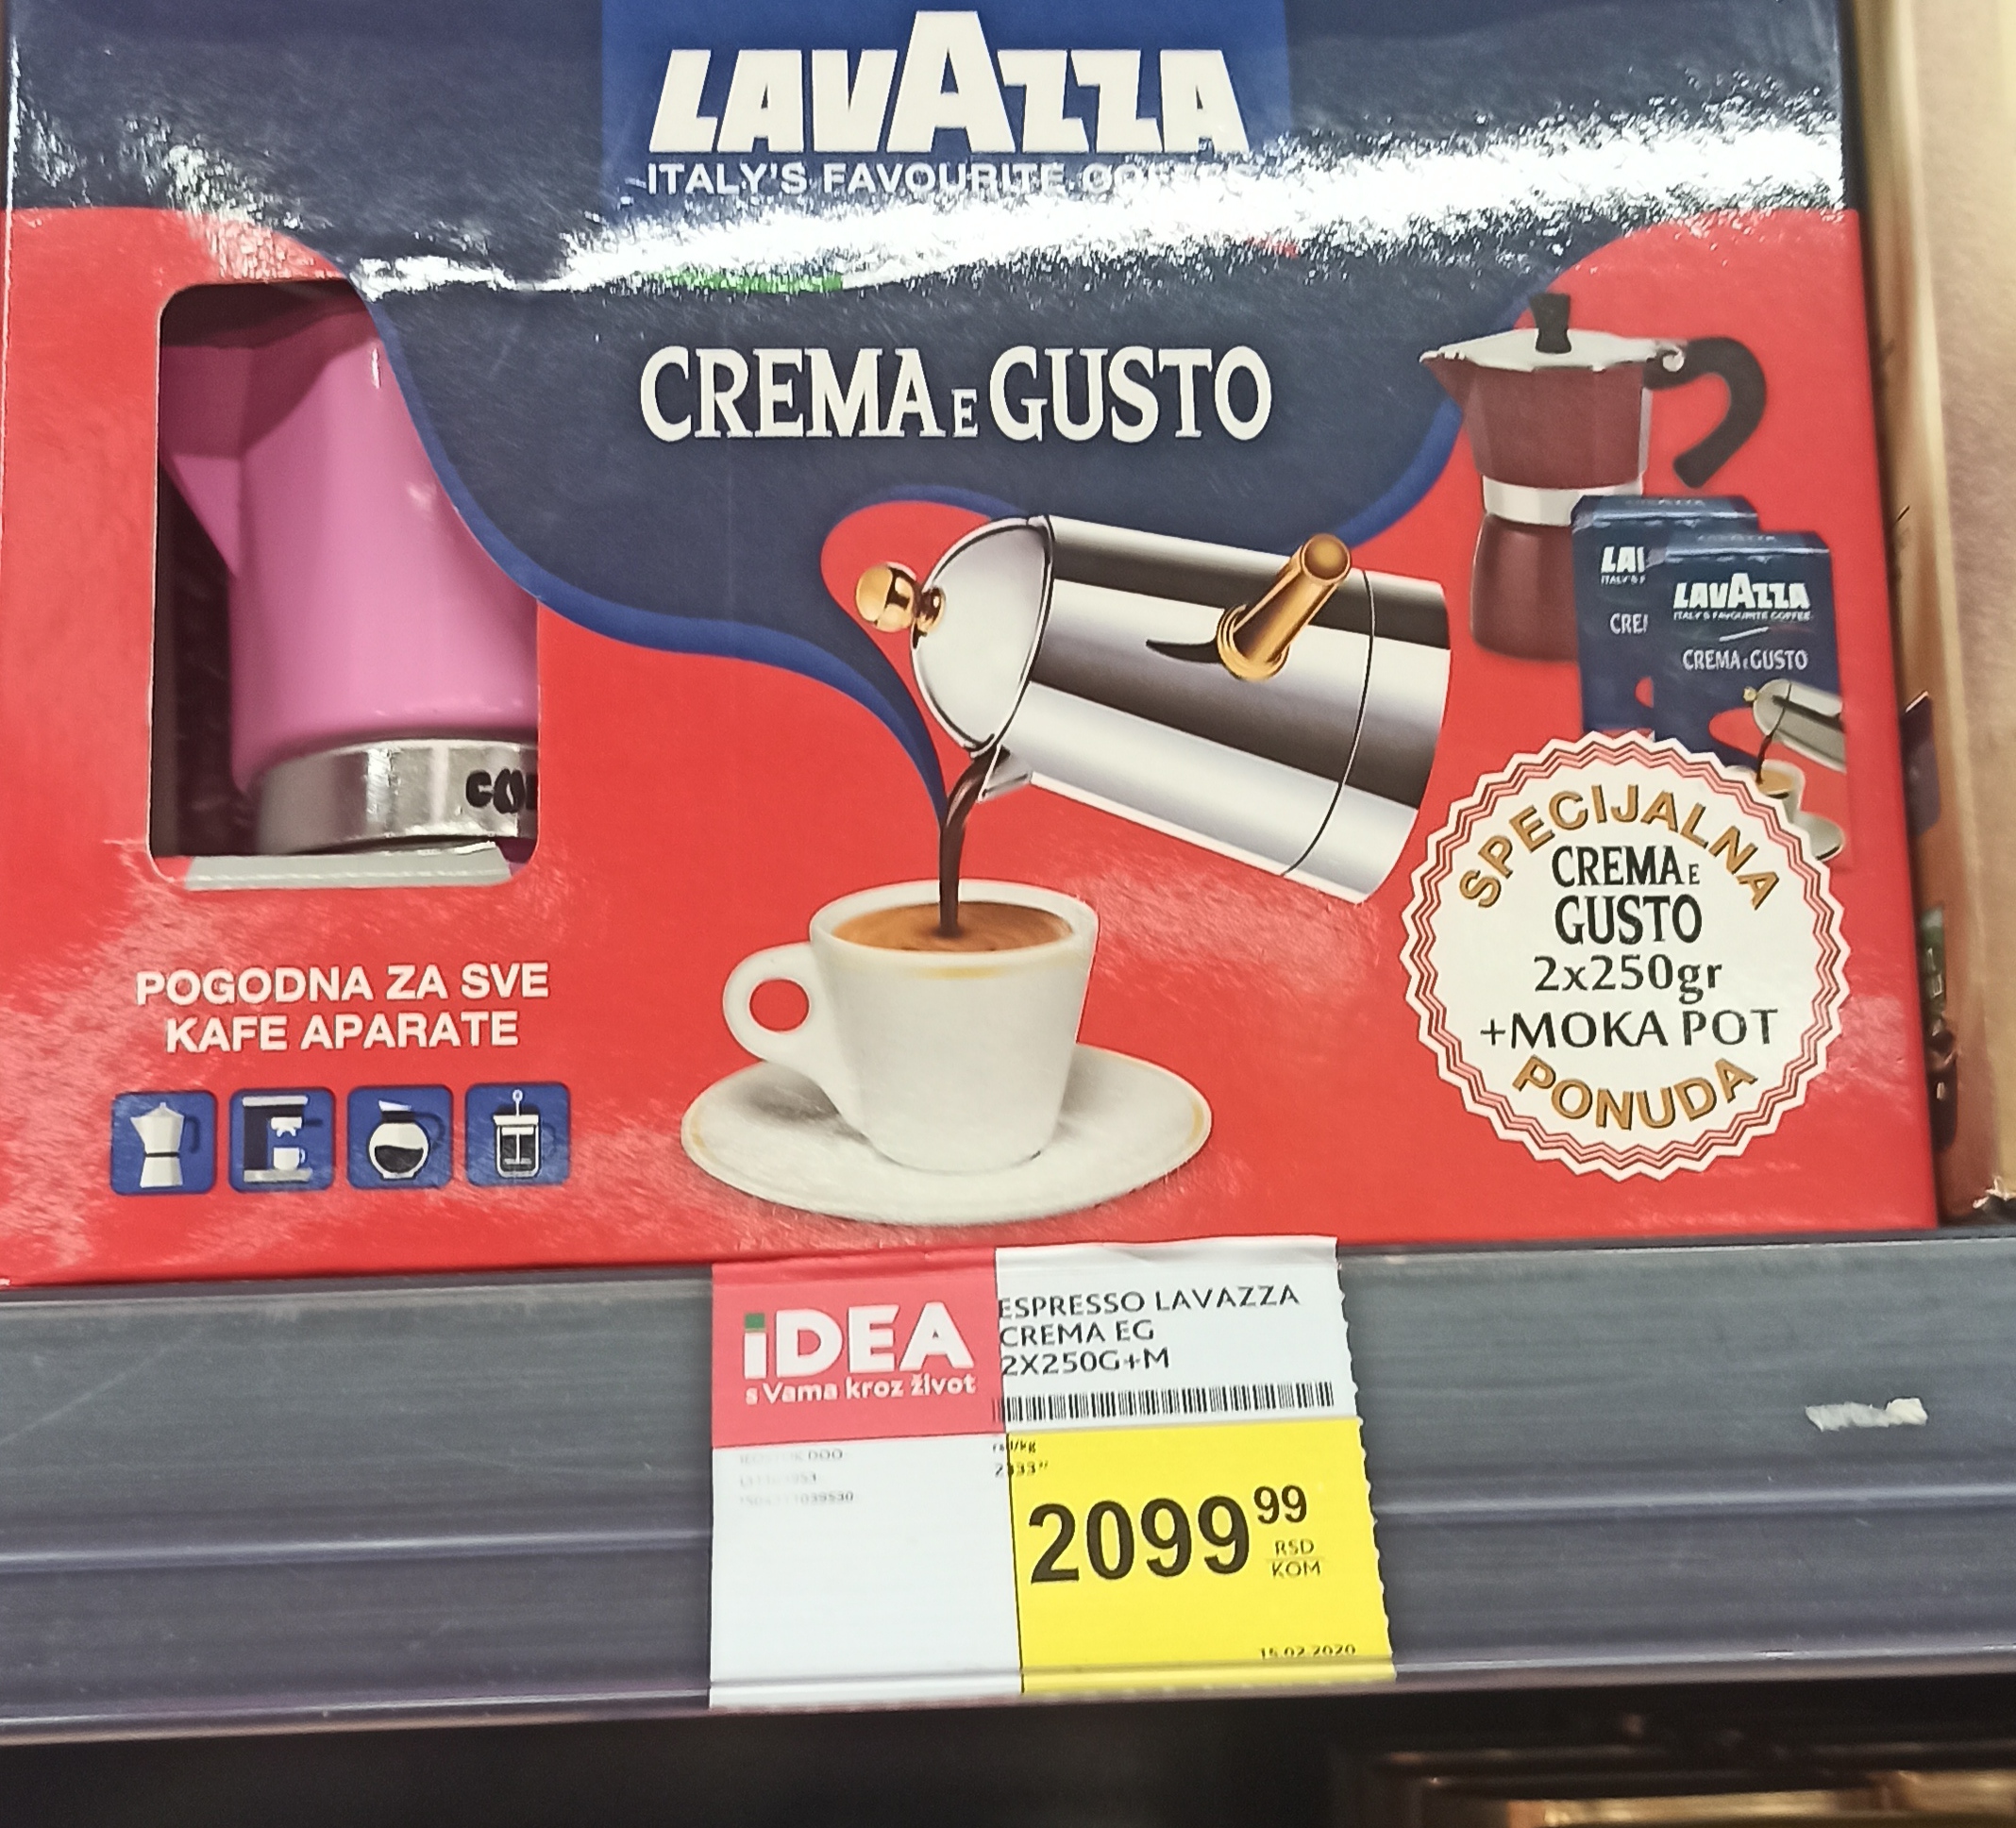 LAVAZZA
ITALY'S FAVOURITE COFFEE
CREMA E GUSTO
LAVAZZA
ITALY'S FAVOURITE COFFEE
CREMA E GUSTO
SPECIJALNA
CREMA E
GUSTO
2x250gr
+MOKA POT
PONUDA
POGODNA ZA SVE
KAFE APARATE
iDEA
s Vama kroz život
ESPRESSO LAVAZZA
CREMA EG
2X250G+M
2099 99
RSD
KOM
15.02.2020